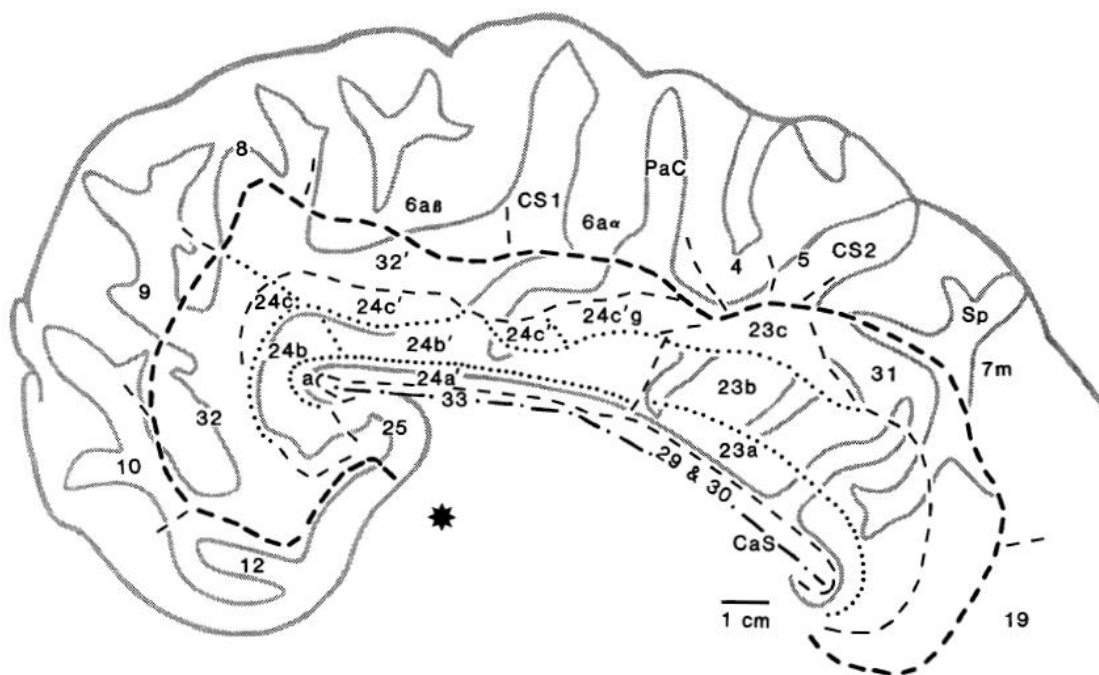 8
6aβ
CS1
6aα
PaC
4
5
CS2
9
32'
24c
24c'
24c'
24c'g
23c
Sp
7m
24b
24b'
31
a
24a'
33
23b
32
25
23a
10
29 & 30
12
CaS
1 cm
19